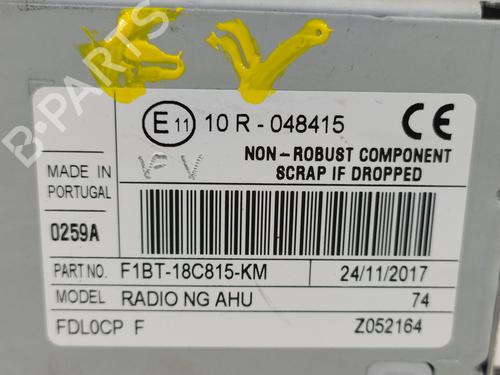 B-PARTS
E 11 10 R - 048415 CE
NON-ROBUST COMPONENT
SCRAP IF DROPPED
MADE IN
PORTUGAL
0259A
PART NO. F1BT-18C815-KM 24/11/2017
MODEL RADIO NG AHU 74
FDL0CP F Z052164